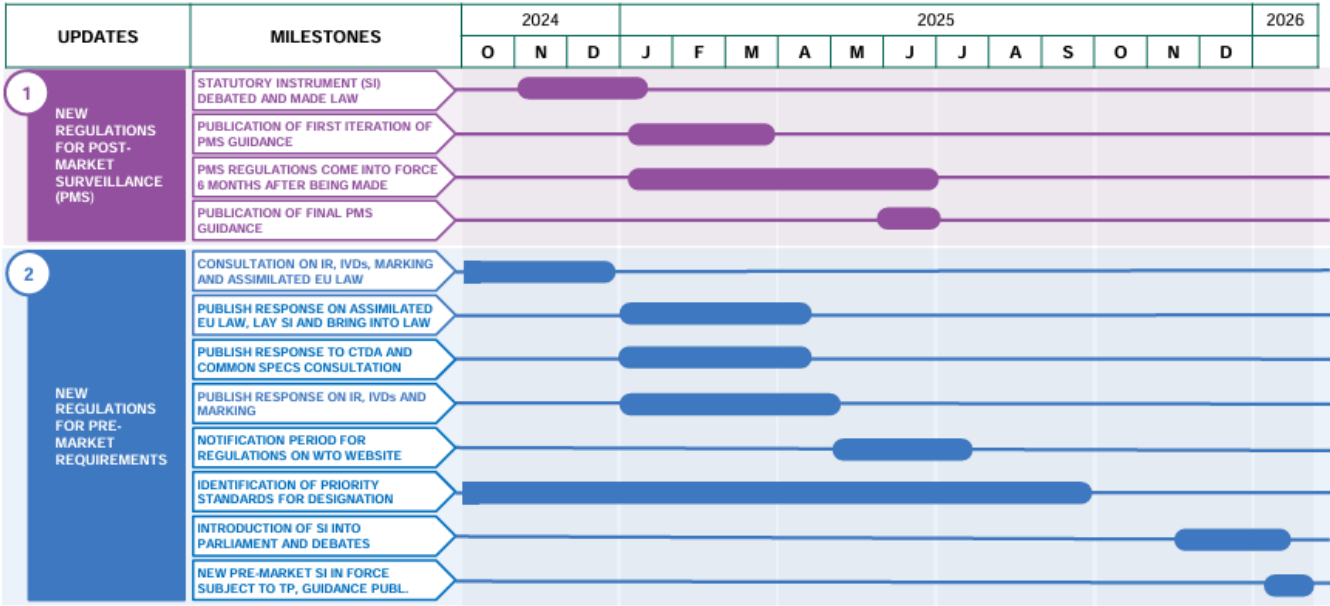 UPDATES
MILESTONES
2024
2025
2026
O N D J F M A M J J A S O N D
1
NEW
REGULATIONS
FOR POST-
MARKET
SURVEILLANCE
(PMS)
STATUTORY INSTRUMENT (SI)
DEBATED AND MADE LAW
PUBLICATION OF FIRST ITERATION OF
PMS GUIDANCE
PMS REGULATIONS COME INTO FORCE
6 MONTHS AFTER BEING MADE
PUBLICATION OF FINAL PMS
GUIDANCE
2
NEW
REGULATIONS
FOR PRE-
MARKET
REQUIREMENTS
CONSULTATION ON IR, IVDs, MARKING
AND ASSIMILATED EU LAW
PUBLISH RESPONSE ON ASSIMILATED
EU LAW, LAY SI AND BRING INTO LAW
PUBLISH RESPONSE TO CTDA AND
COMMON SPECS CONSULTATION
PUBLISH RESPONSE ON IR, IVDs AND
MARKING
NOTIFICATION PERIOD FOR
REGULATIONS ON WTO WEBSITE
IDENTIFICATION OF PRIORITY
STANDARDS FOR DESIGNATION
INTRODUCTION OF SI INTO
PARLIAMENT AND DEBATES
NEW PRE-MARKET SI IN FORCE
SUBJECT TO TP, GUIDANCE PUBL.